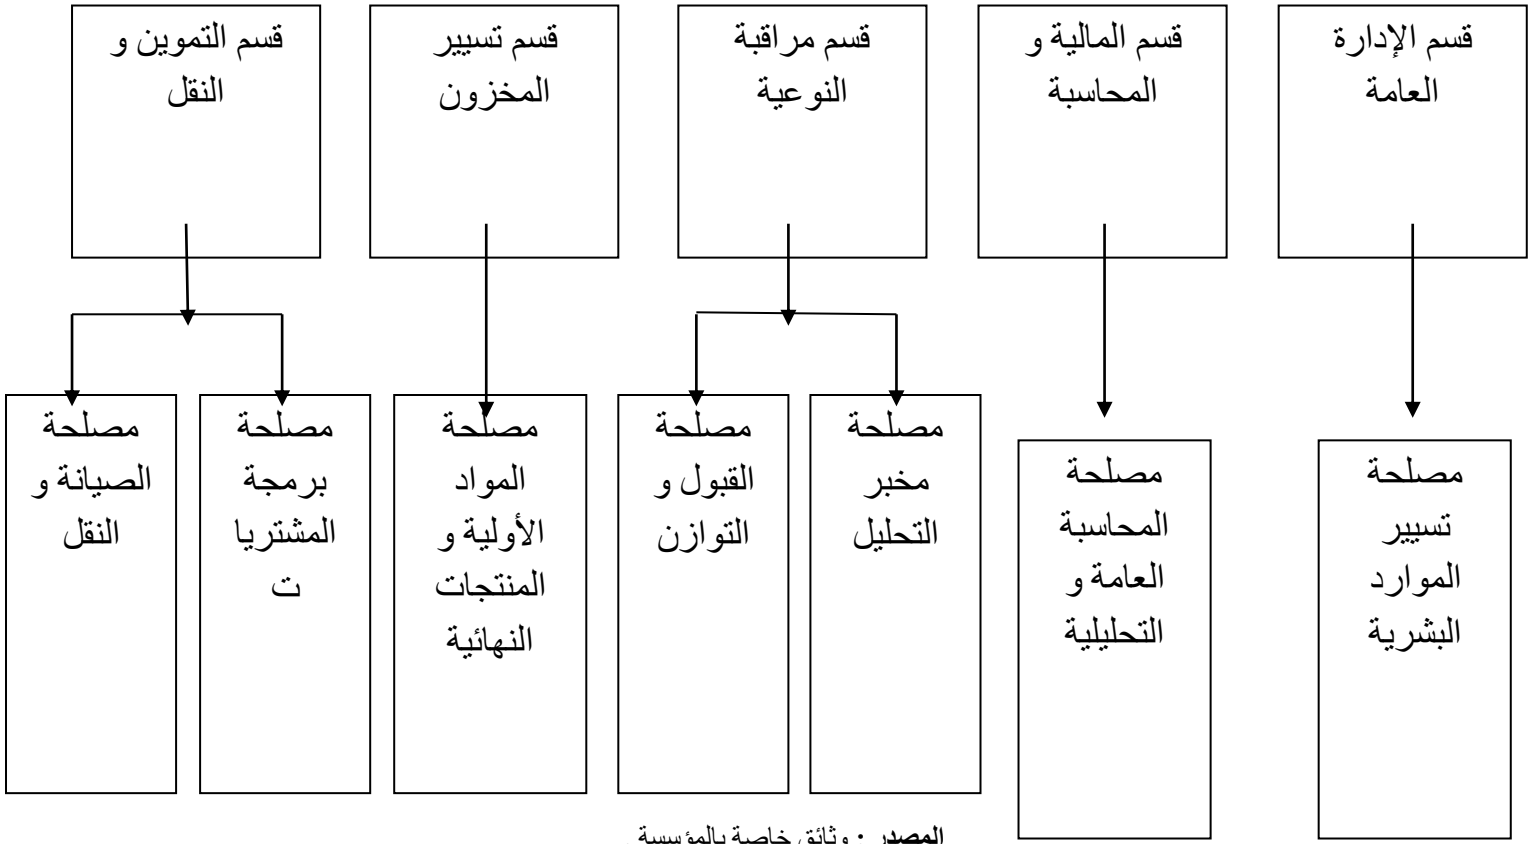 قسم الإدارة
العامة
قسم المالية و
المحاسبة
قسم مراقبة
النوعية
قسم تسيير
المخزون
قسم التموين و
النقل
مصلحة
تسيير
الموارد
البشرية
مصلحة
المحاسبة
العامة و
التحليلية
مصلحة
مخبر
التحليل
مصلحة
القبول و
التوازن
مصلحة
المواد
الأولية و
المنتجات
النهائية
مصلحة
برمجة
المشتريا
ت
مصلحة
الصيانة و
النقل
المصدر : وثائق خاصة بالمؤسسة .